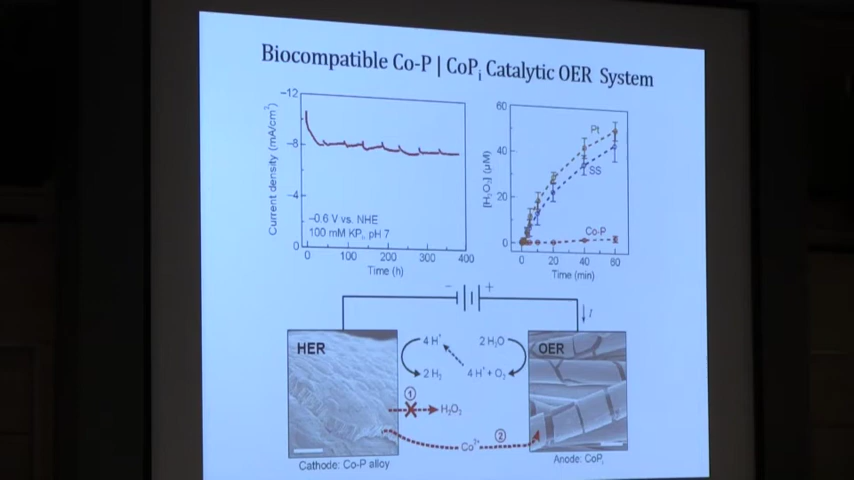 Biocompatible Co-P | CoPi Catalytic OER System
Current density (mA/cm²)
−12
−8
−4
0
−0.6 V vs. NHE
100 mM KPi, pH 7
0
100
200
300
400
Time (h)
[H₂O₂] (µM)
60
40
20
0
Pt
SS
Co-P
0
20
40
60
Time (min)
−
+
I
HER
4 H⁺
2 H₂
2 H₂O
4 H⁺ + O₂
OER
1
H₂O₂
Co²⁺
2
Cathode: Co-P alloy
Anode: CoPi